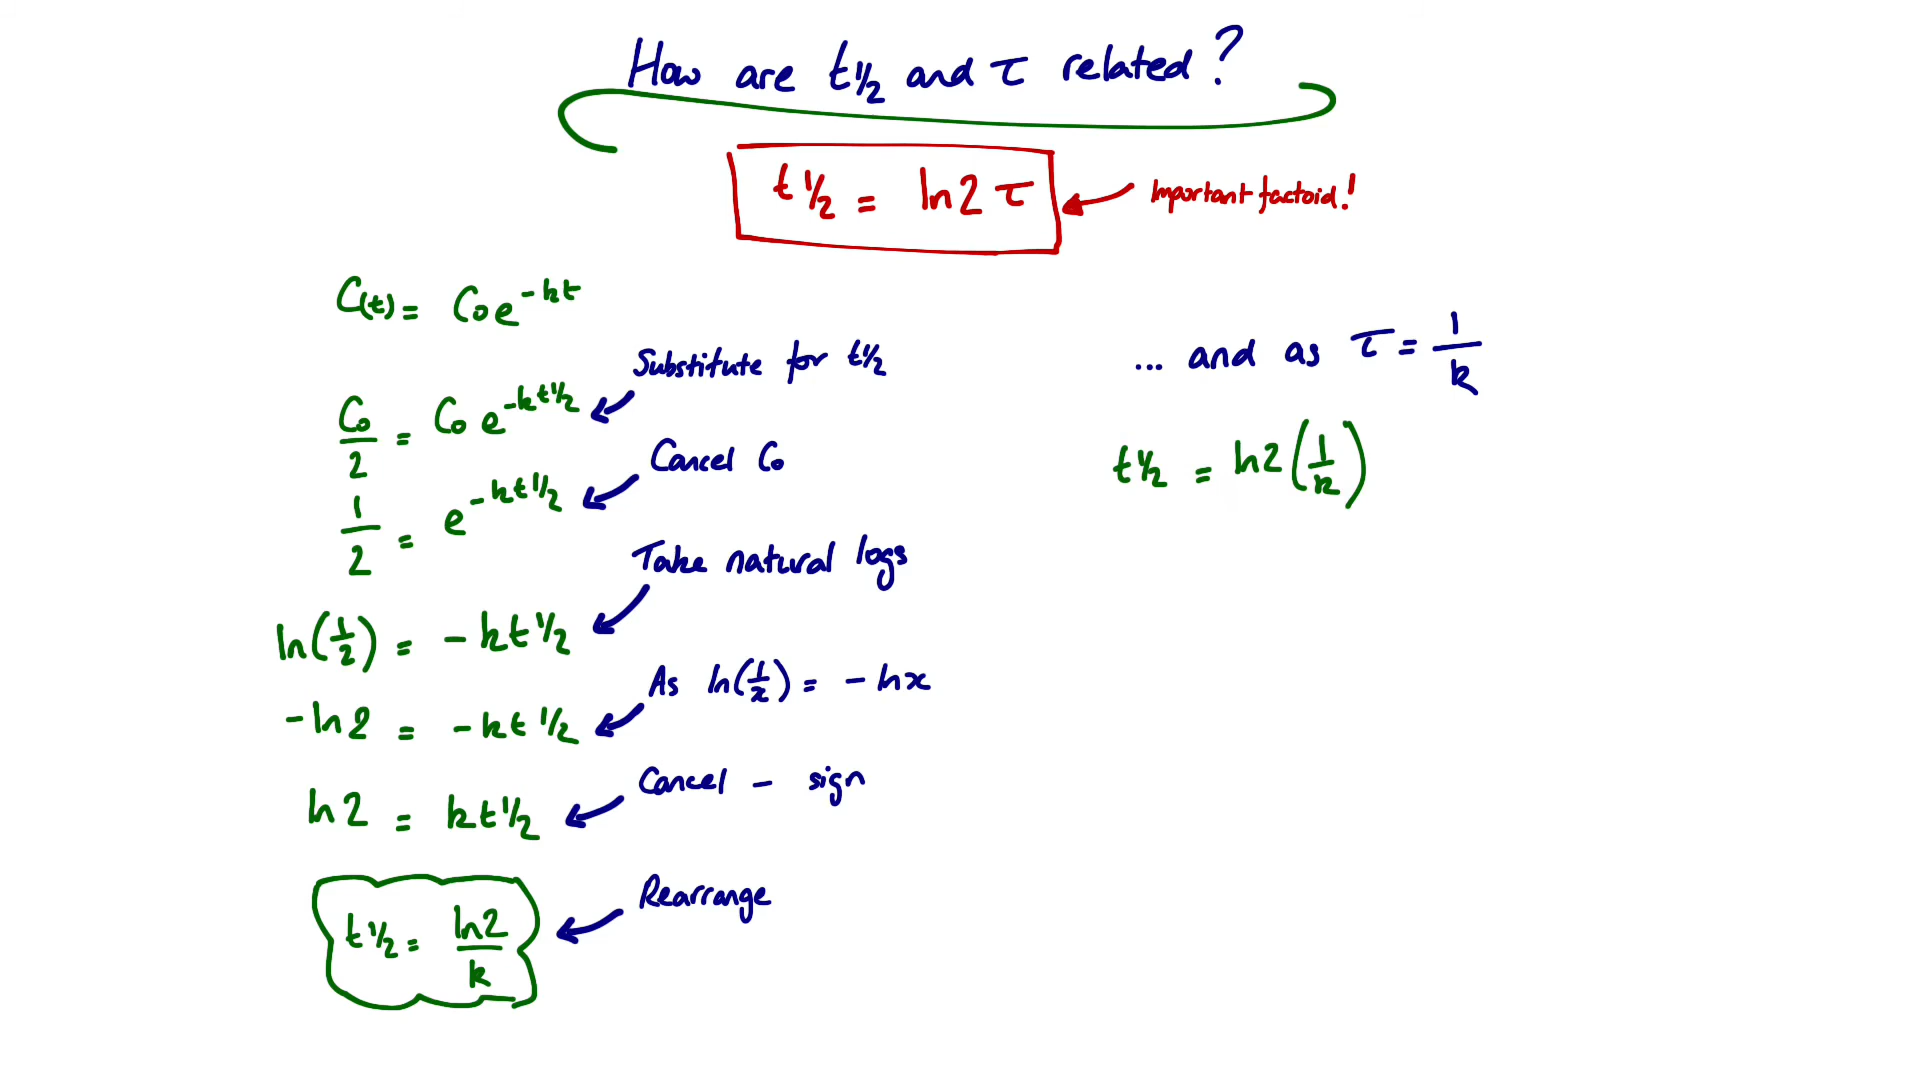 How are t½ and τ related?
t½ = ln2 τ
Important factoid!
C(t) = C₀e^-kt
Substitute for t½
C₀/2 = C₀ e^-kt½
Cancel C₀
1/2 = e^-kt½
Take natural logs
ln(1/2) = -kt½
As ln(1/x) = -lnx
-ln2 = -kt½
Cancel - sign
ln2 = kt½
Rearrange
t½ = ln2/k
... and as τ = 1/k
t½ = ln2(1/k)